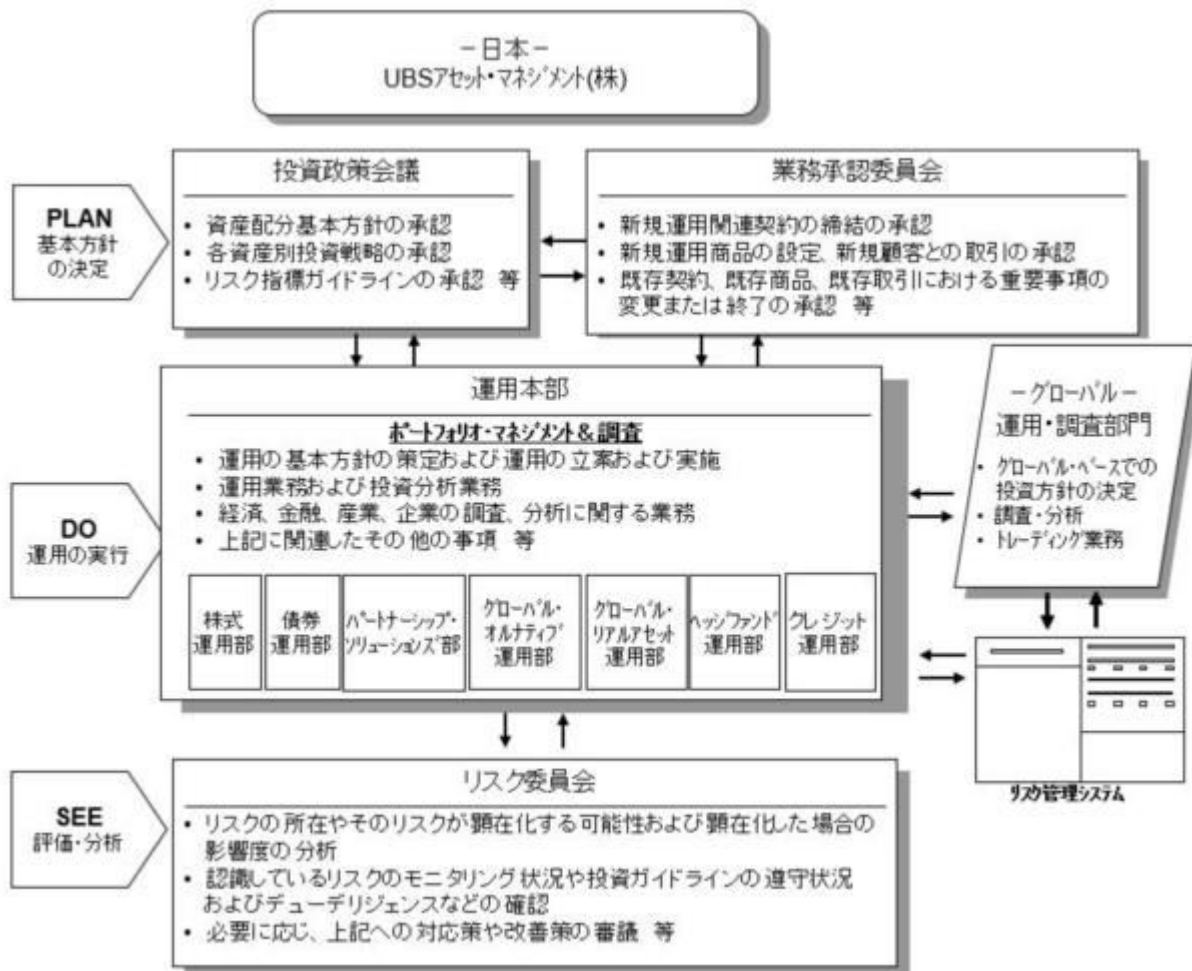 －日本－
UBSアセット・マネジメント(株)
PLAN
基本方針
の決定
投資政策会議
• 資産配分基本方針の承認
• 各資産別投資戦略の承認
• リスク指標ガイドラインの承認 等
業務承認委員会
• 新規運用関連契約の締結の承認
• 新規運用商品の設定、新規顧客との取引の承認
• 既存契約、既存商品、既存取引における重要事項の
変更または終了の承認 等
DO
運用の実行
運用本部
ポートフォリオ・マネジメント＆調査
• 運用の基本方針の策定および運用の立案および実施
• 運用業務および投資分析業務
• 経済、金融、産業、企業の調査、分析に関する業務
• 上記に関連したその他の事項 等
株式
運用部
債券
運用部
パートナーシップ・
ソリューションズ部
グローバル・
オルナティブ
運用部
グローバル・
リアルアセット
運用部
ヘッジファンド
運用部
クレジット
運用部
－グローバル－
運用・調査部門
• グローバル・ベースでの
投資方針の決定
• 調査・分析
• トレーディング業務
リスク管理システム
SEE
評価・分析
リスク委員会
• リスクの所在やそのリスクが顕在化する可能性および顕在化した場合の
影響度の分析
• 認識しているリスクのモニタリング状況や投資ガイドラインの遵守状況
およびデューデリジェンスなどの確認
• 必要に応じ、上記への対応策や改善策の審議 等